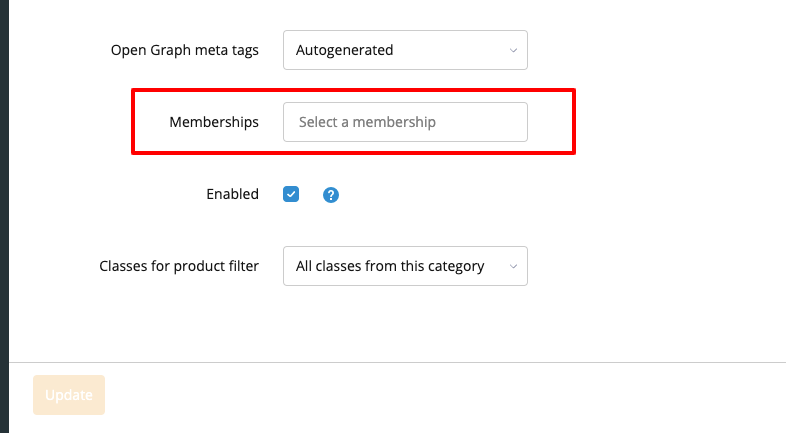 Open Graph meta tags Autogenerated
Memberships Select a membership
Enabled ?
Classes for product filter All classes from this category
Update